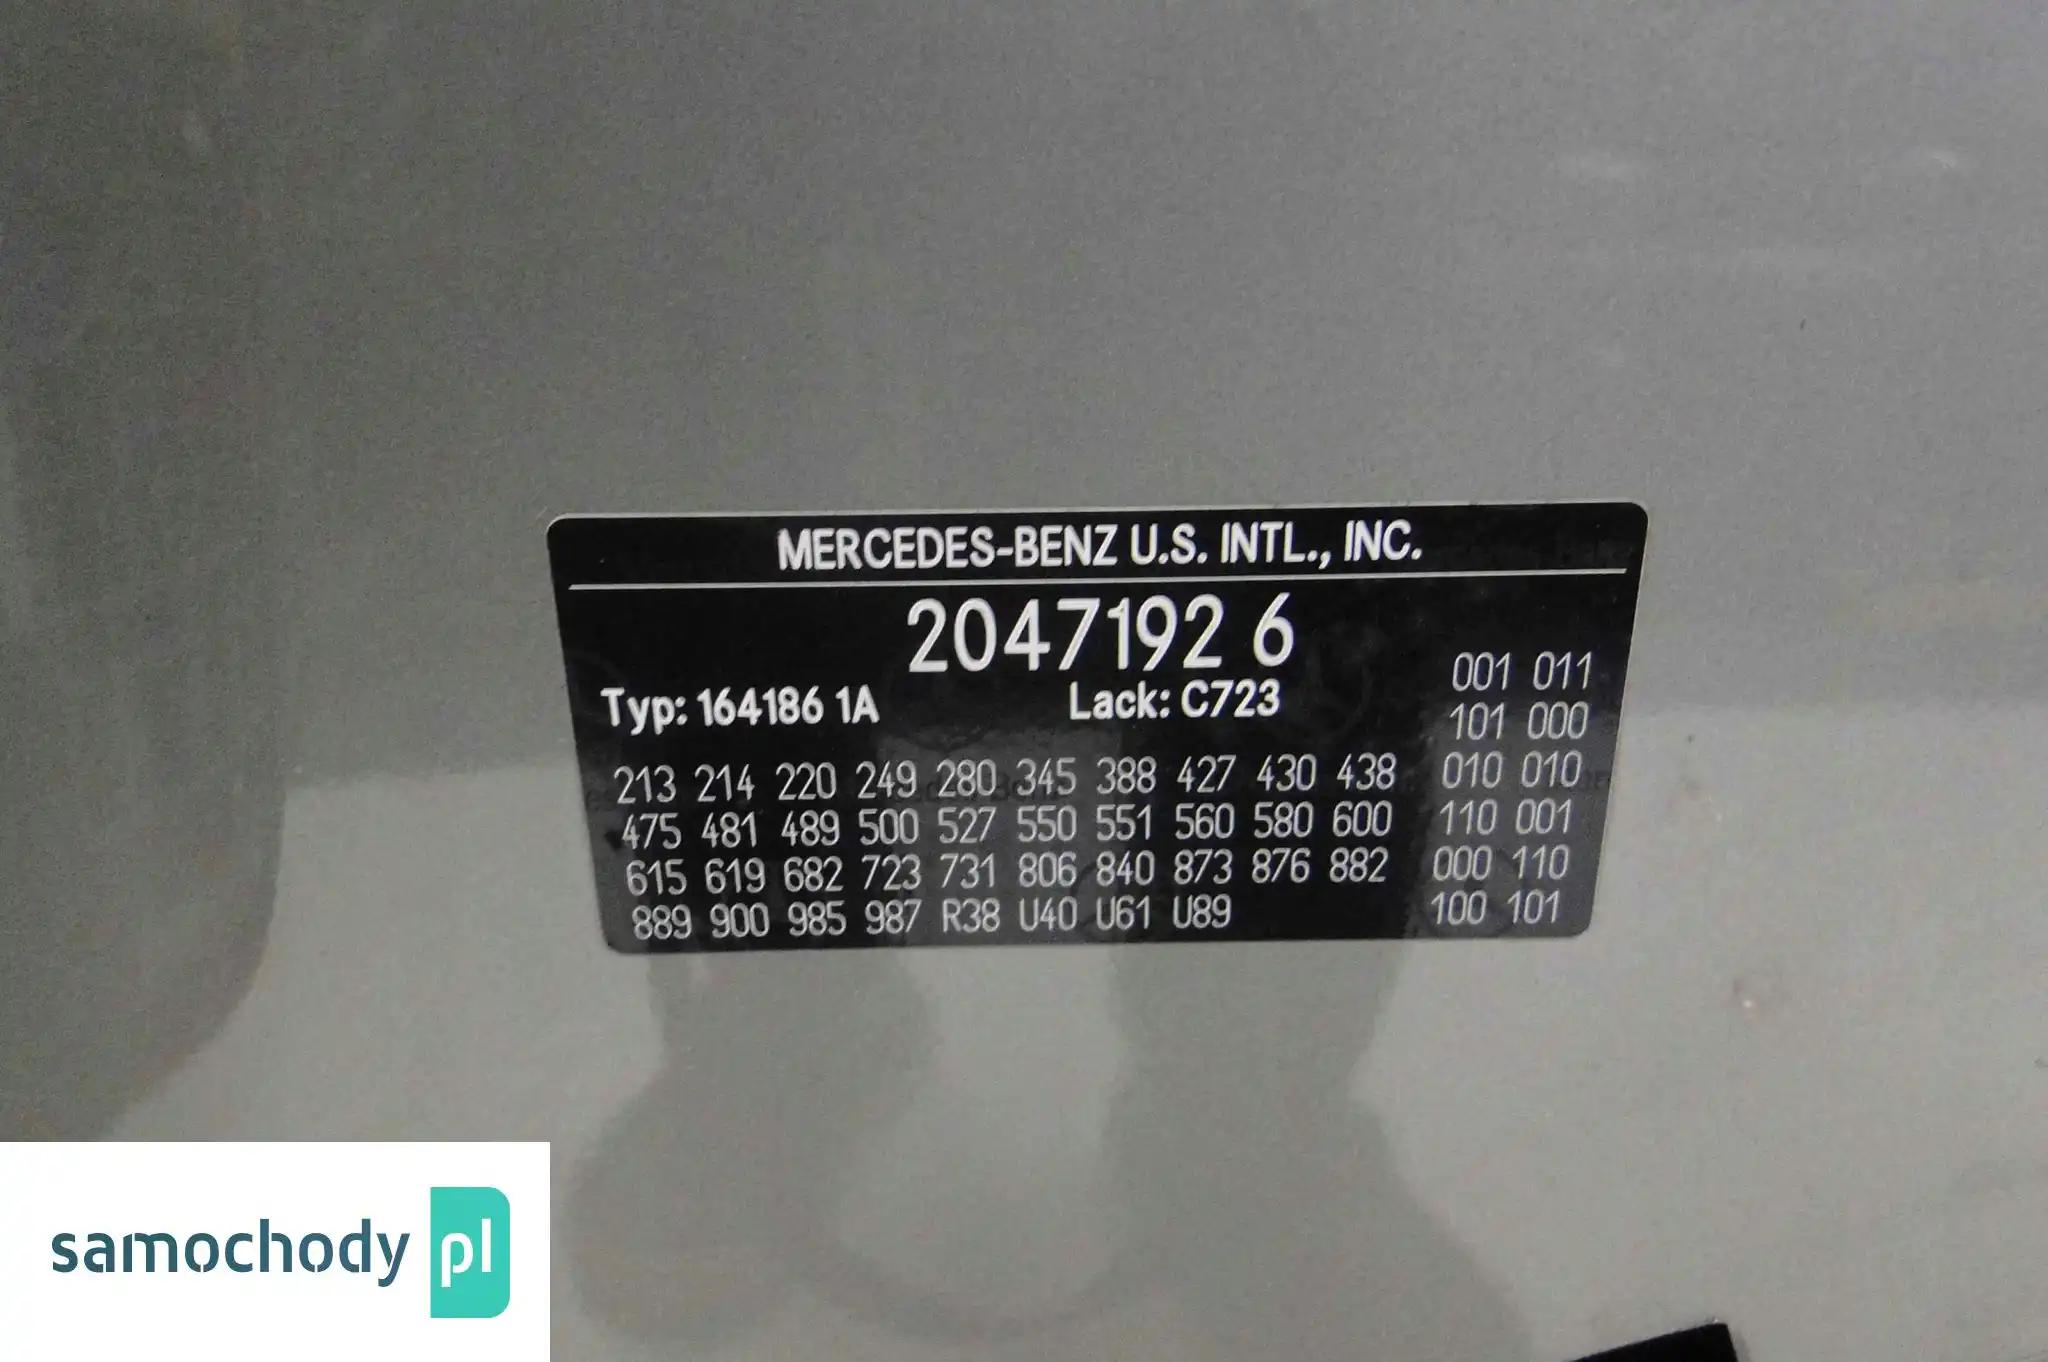 MERCEDES-BENZ U.S. INTL., INC.
2047192 6
Typ: 164186 1A Lack: C723
001 011
101 000
213 214 220 249 280 345 388 427 430 438 010 010
475 481 489 500 527 550 551 560 580 600 110 001
615 619 682 723 731 806 840 873 876 882 000 110
889 900 985 987 R38 U40 U61 U89 100 101
samochody pl